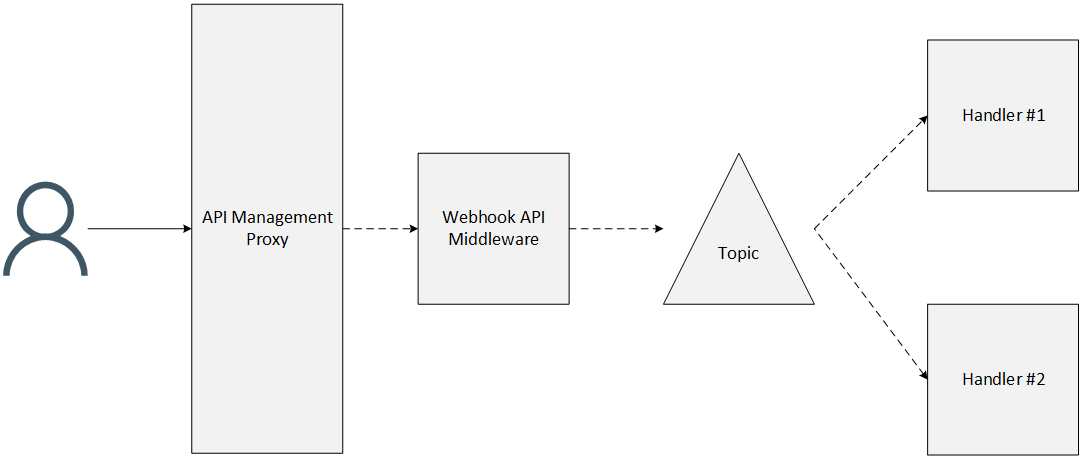 API Management
Proxy
Webhook API
Middleware
Topic
Handler #1
Handler #2